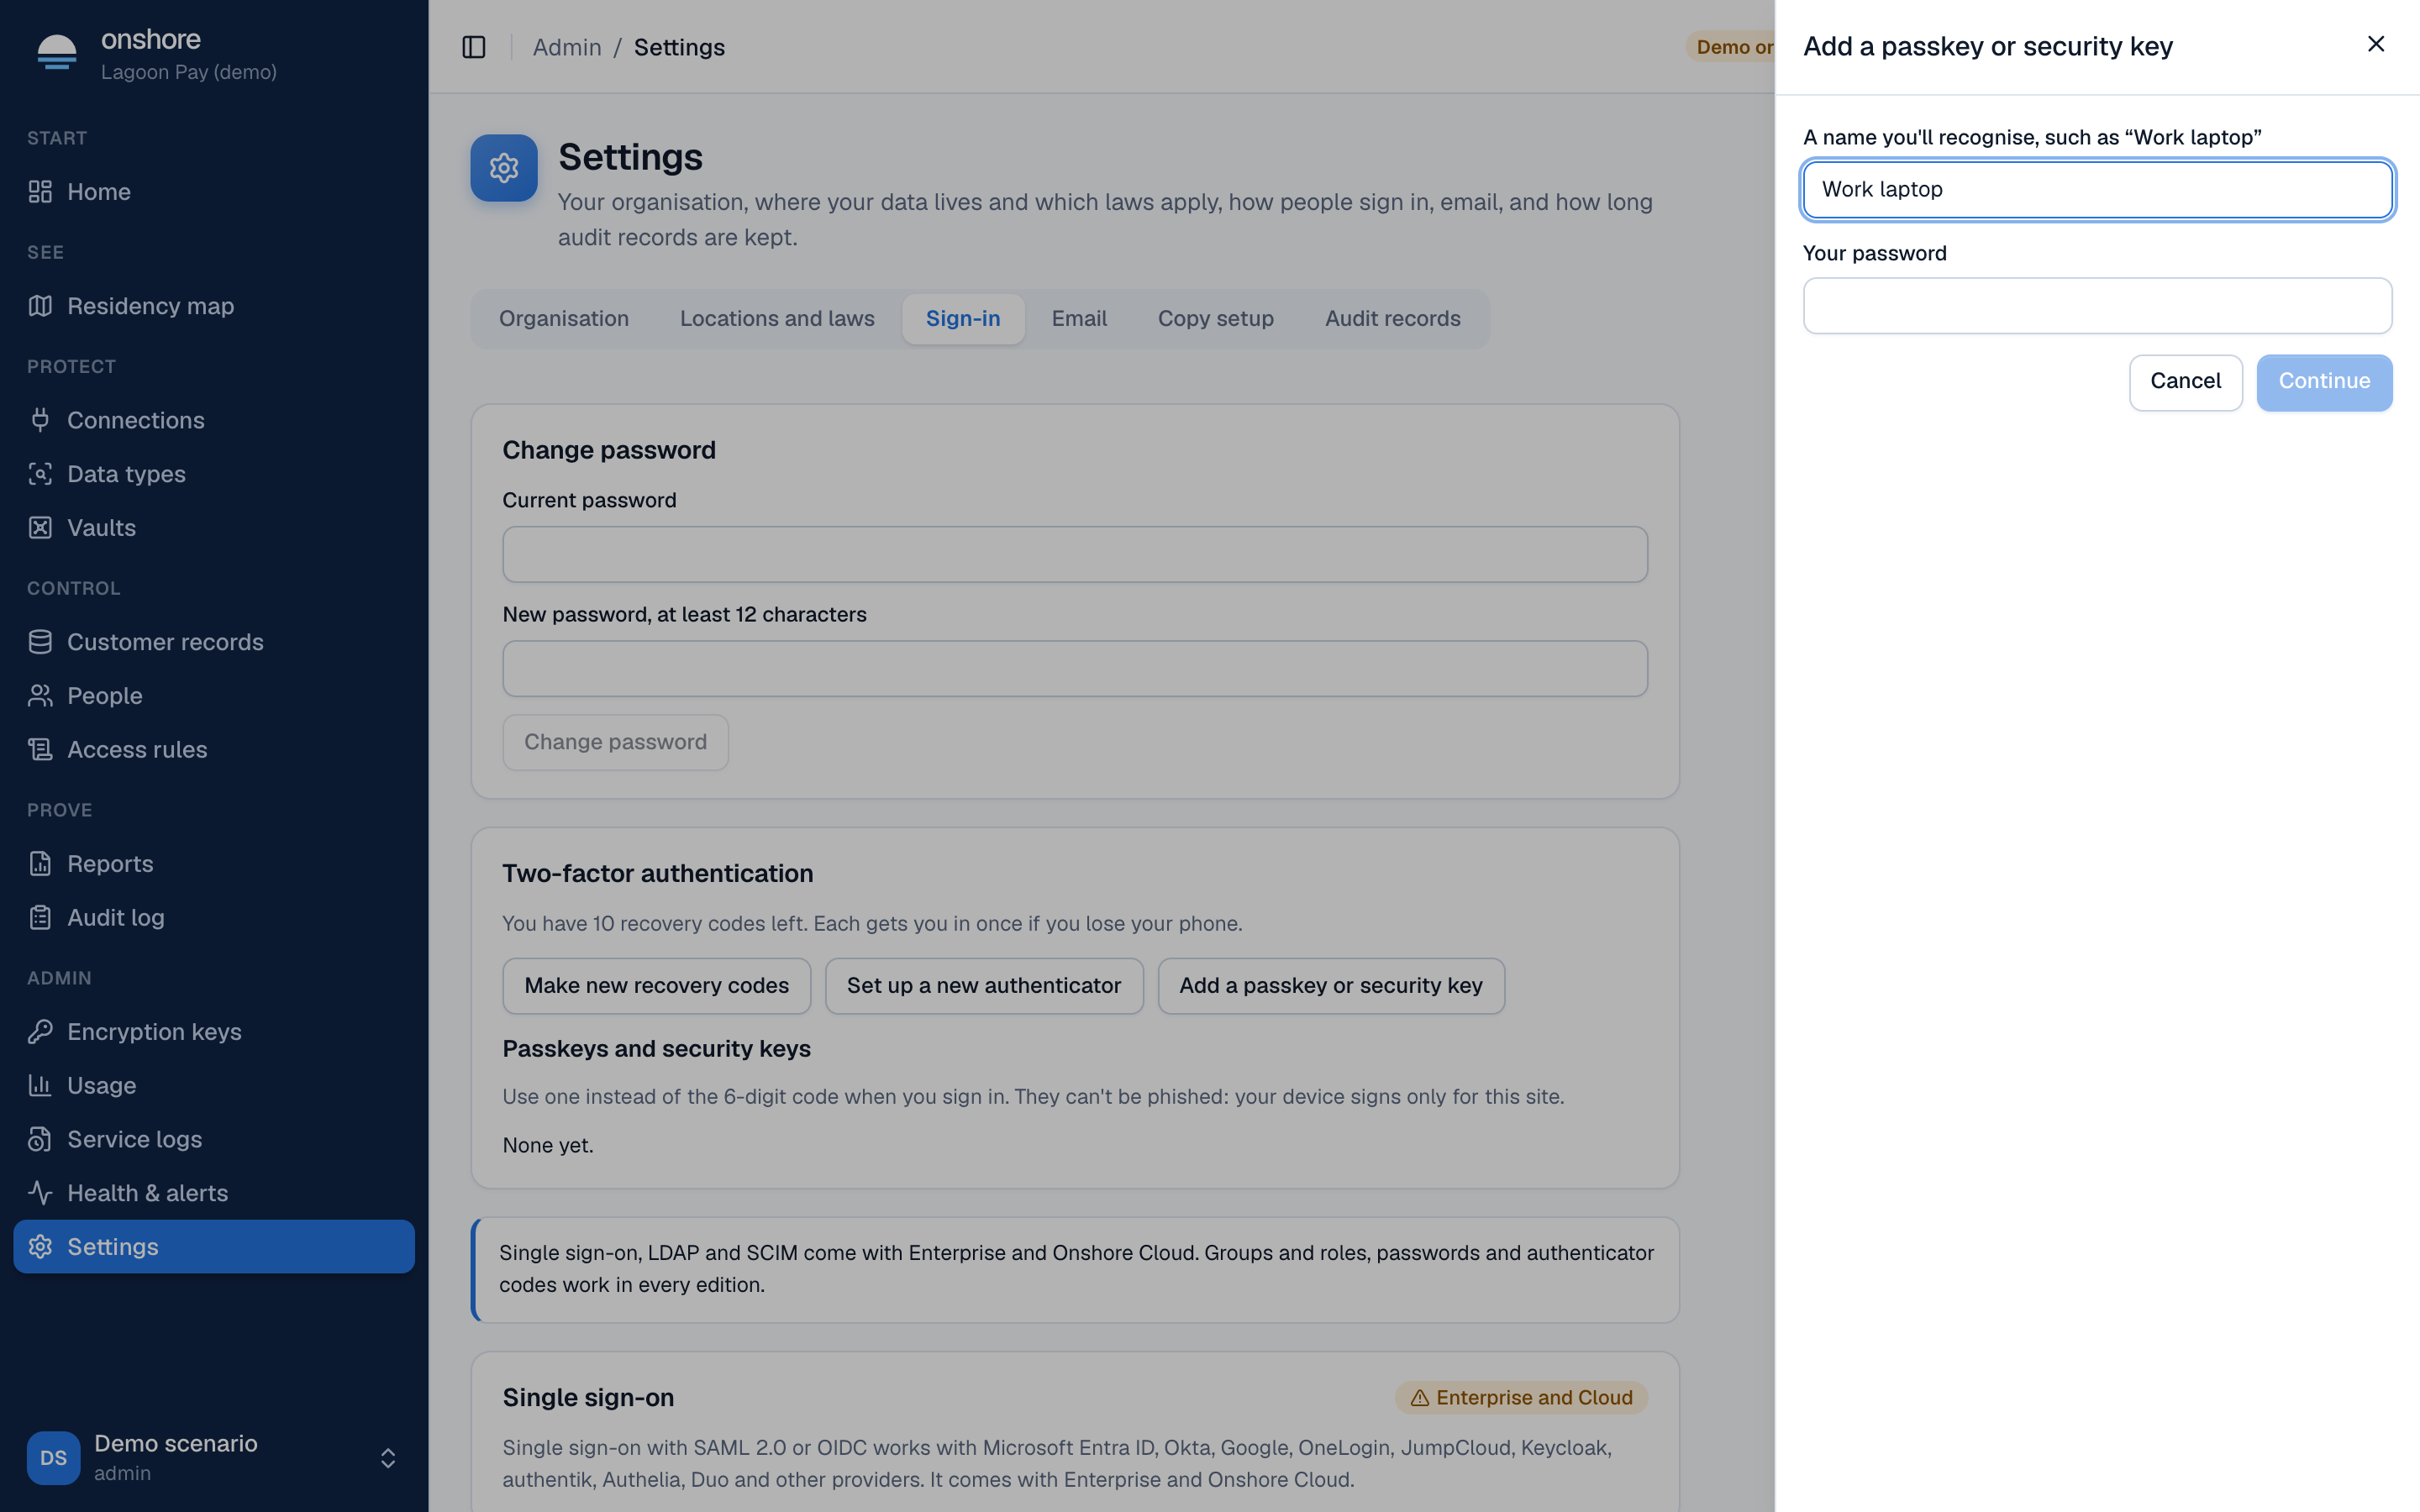 onshore
Lagoon Pay (demo)
START
Home
SEE
Residency map
PROTECT
Connections
Data types
Vaults
CONTROL
Customer records
People
Access rules
PROVE
Reports
Audit log
ADMIN
Encryption keys
Usage
Service logs
Health & alerts
Settings
DS
Demo scenario
admin
Admin / Settings
Demo or
Settings
Your organisation, where your data lives and which laws apply, how people sign in, email, and how long
audit records are kept.
Organisation
Locations and laws
Sign-in
Email
Copy setup
Audit records
Change password
Current password
New password, at least 12 characters
Change password
Two-factor authentication
You have 10 recovery codes left. Each gets you in once if you lose your phone.
Make new recovery codes
Set up a new authenticator
Add a passkey or security key
Passkeys and security keys
Use one instead of the 6-digit code when you sign in. They can't be phished: your device signs only for this site.
None yet.
Single sign-on, LDAP and SCIM come with Enterprise and Onshore Cloud. Groups and roles, passwords and authenticator
codes work in every edition.
Single sign-on
Enterprise and Cloud
Single sign-on with SAML 2.0 or OIDC works with Microsoft Entra ID, Okta, Google, OneLogin, JumpCloud, Keycloak,
authentik, Authelia, Duo and other providers. It comes with Enterprise and Onshore Cloud.
Add a passkey or security key
A name you'll recognise, such as “Work laptop”
Work laptop
Your password
Cancel
Continue